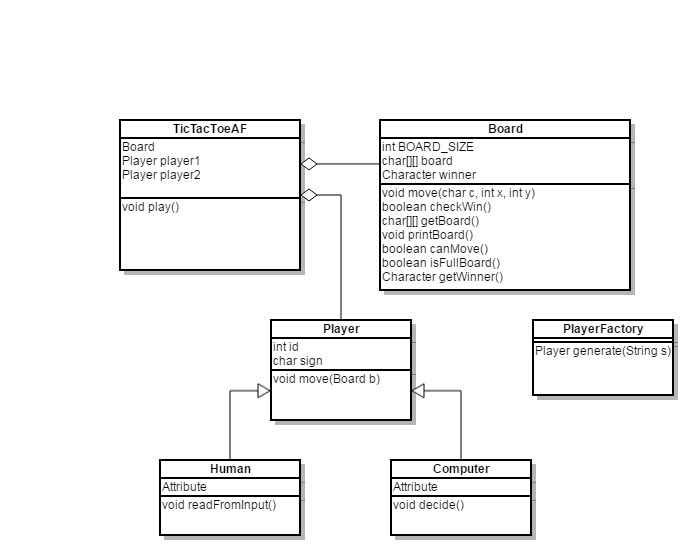 TicTacToeAF
Board
Player player1
Player player2
void play()
Board
int BOARD_SIZE
char[][] board
Character winner
void move(char c, int x, int y)
boolean checkWin()
char[][] getBoard()
void printBoard()
boolean canMove()
boolean isFullBoard()
Character getWinner()
Player
int id
char sign
void move(Board b)
PlayerFactory
Player generate(String s)
Human
Attribute
void readFromInput()
Computer
Attribute
void decide()